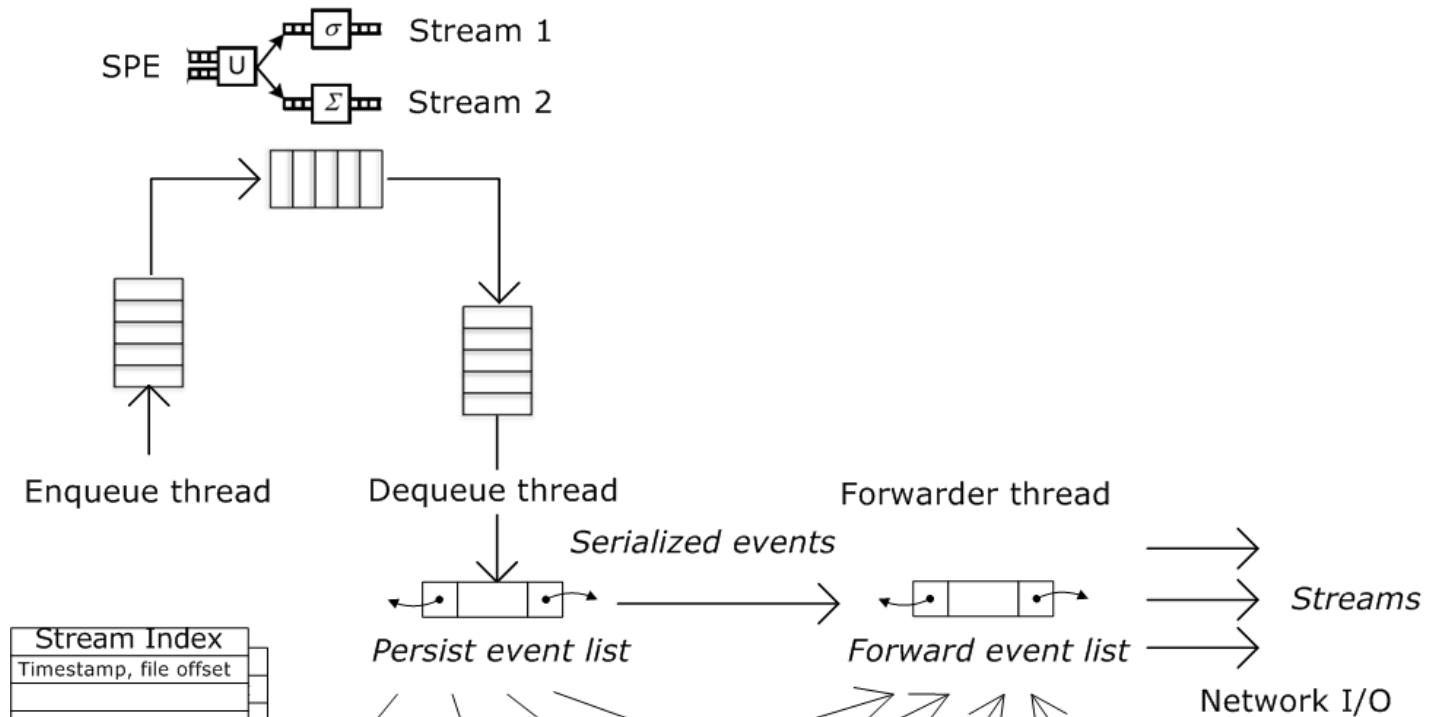 SPE
U
σ
Stream 1
Σ
Stream 2
Enqueue thread
Dequeue thread
Forwarder thread
Serialized events
Streams
Stream Index
Timestamp, file offset
Persist event list
Forward event list
Network I/O